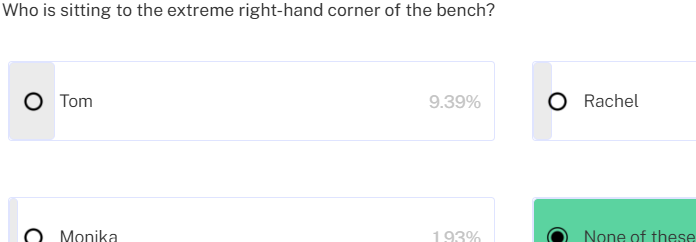 Who is sitting to the extreme right-hand corner of the bench?
Tom 9.39% Rachel
Monika 1.93% None of these